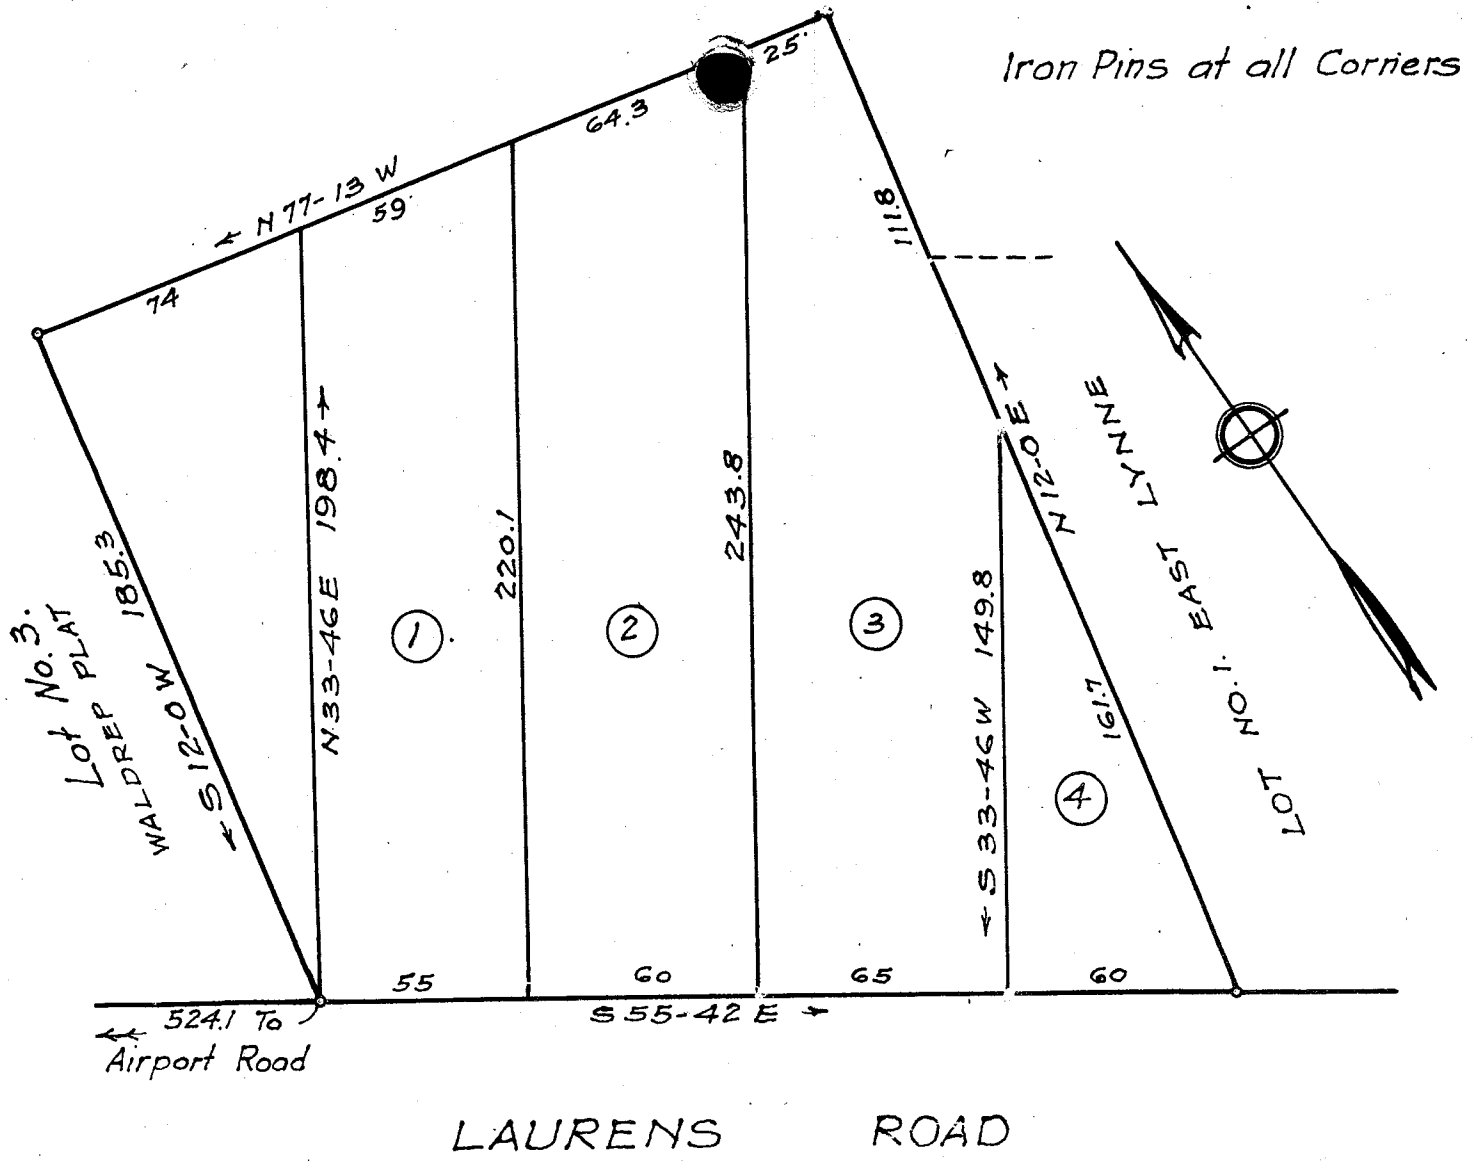 Iron Pins at all Corners
25'
64.3
N 77-13 W
59'
74
111.8
N 12-0 E
161.7
LOT NO. 1. EAST LYNNE
185.3
S 12-0 W
Lot No. 3.
WALDREP PLAT
N 33-46 E 198.4
220.1
243.8
S 33-46 W 149.8
1
2
3
4
55
60
65
60
S 55-42 E
524.1 To
Airport Road
LAURENS ROAD